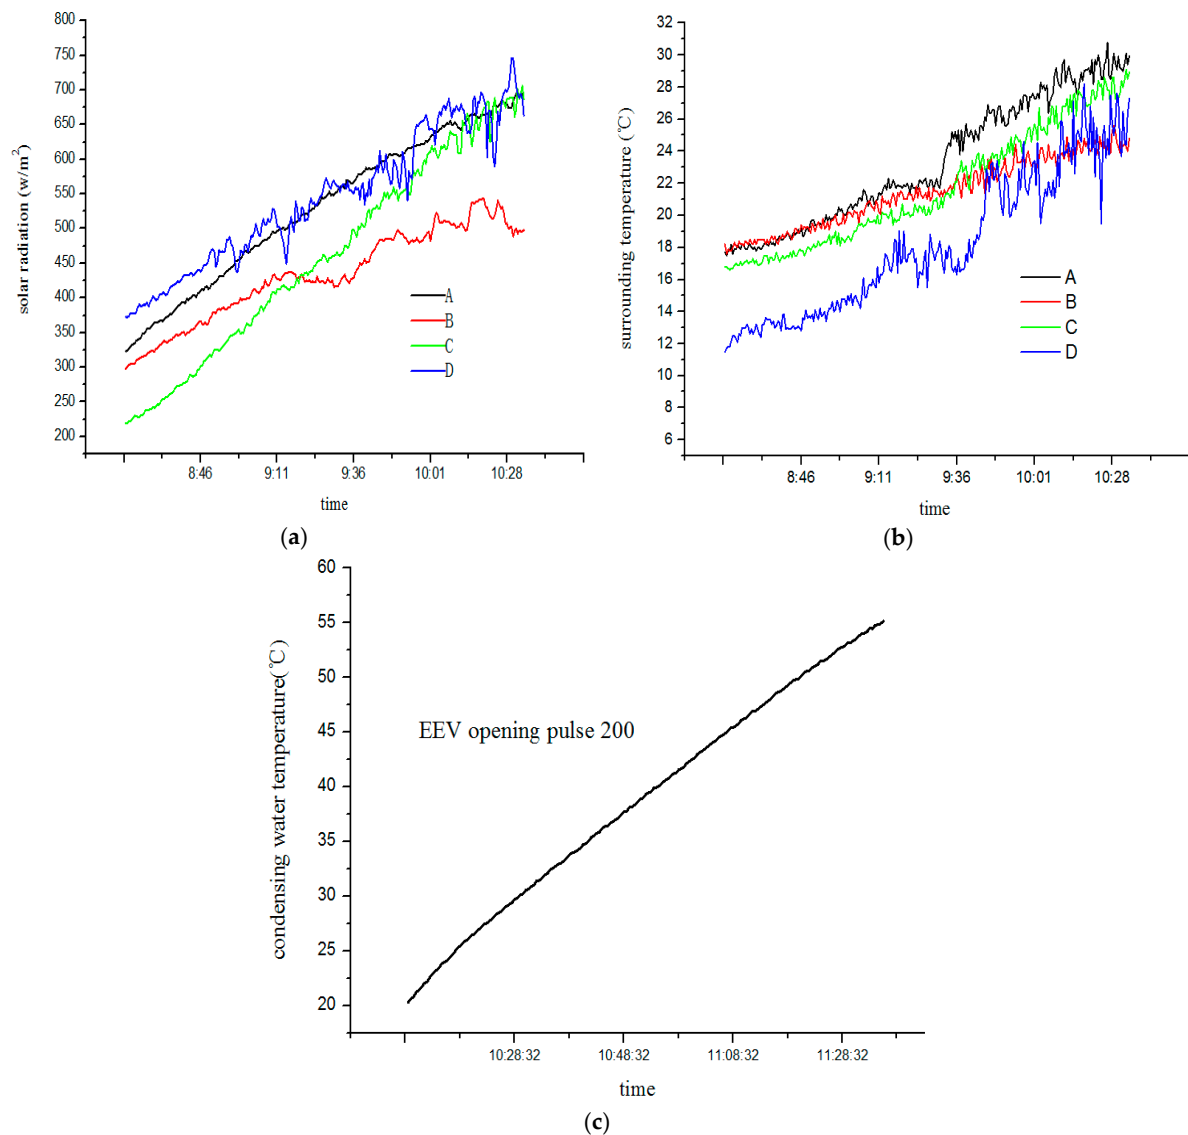 800
750
700
650
600
550
500
450
400
350
300
250
200
solar radiation (w/m²)
A
B
C
D
8:46 9:11 9:36 10:01 10:28
time
(a)
32
30
28
26
24
22
20
18
16
14
12
10
8
6
surrounding temperature (℃)
A
B
C
D
8:46 9:11 9:36 10:01 10:28
time
(b)
60
55
50
45
40
35
30
25
20
condensing water temperature(℃)
EEV opening pulse 200
10:28:32 10:48:32 11:08:32 11:28:32
time
(c)